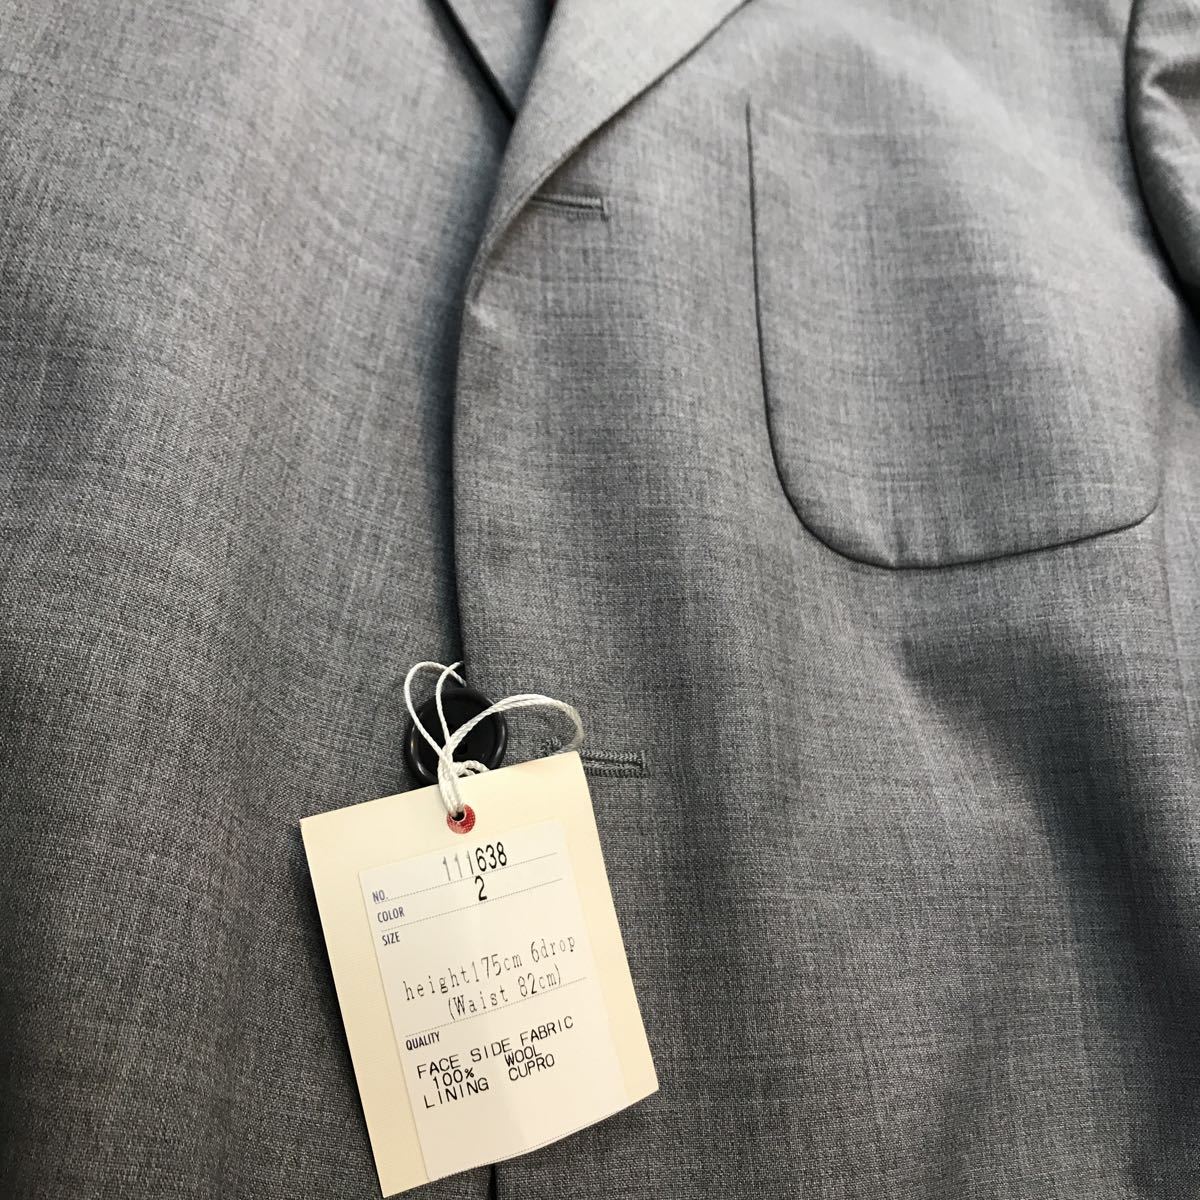 NO. 111638
COLOR 2
SIZE
height175cm 6drop
(Waist 82cm)
QUALITY
FACE SIDE FABRIC
100% WOOL
LINING CUPRO